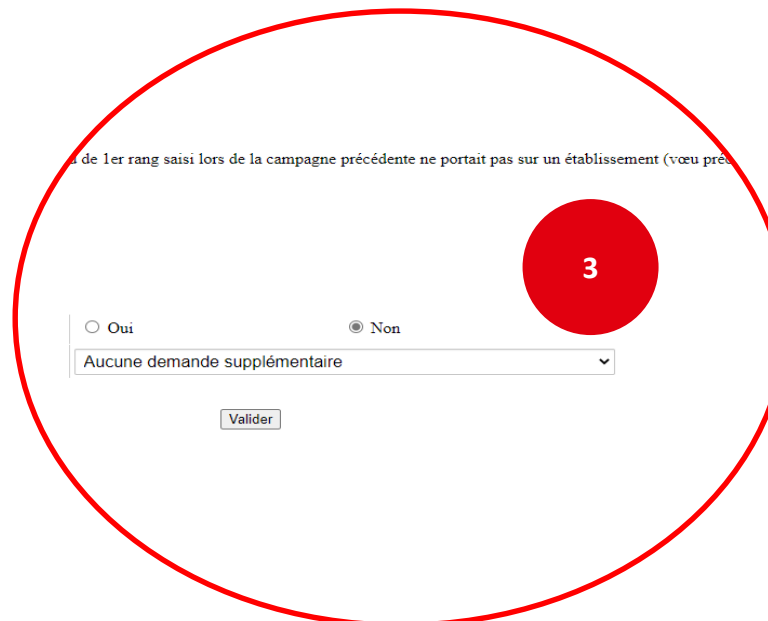 de 1er rang saisi lors de la campagne précédente ne portait pas sur un établissement (vœu
3
Oui Non
Aucune demande supplémentaire
Valider